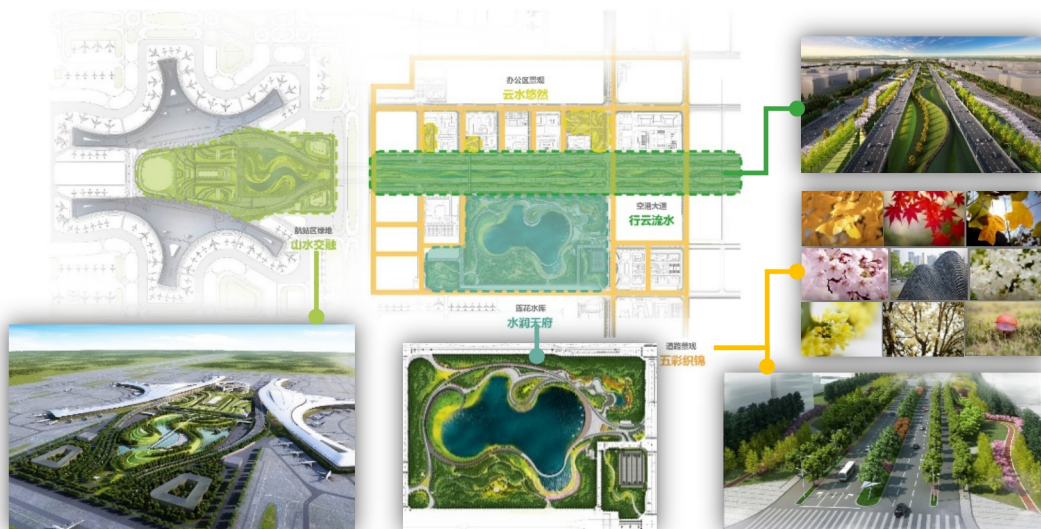 办公区景观
云水悠然
空港大道
行云流水
航站区绿地
山水交融
莲花水库
水润天府
道路景观
五彩织锦